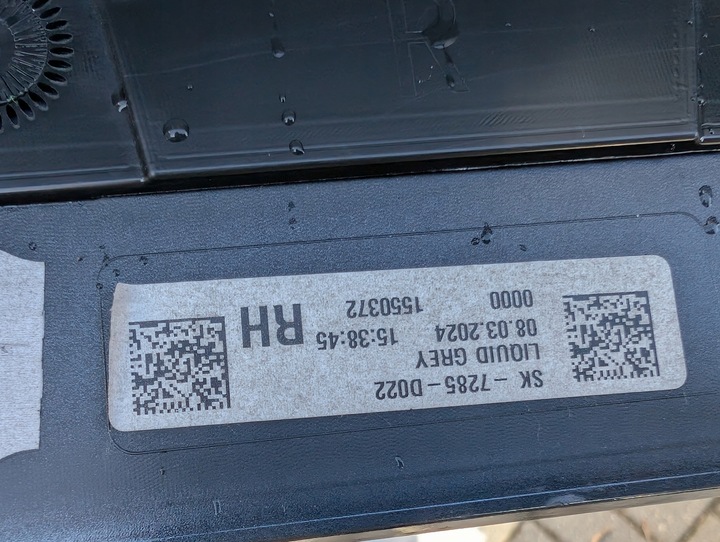 SK - 7285 - D022
LIQUID GREY
08.03.2024 15:38:45
0000 1550372
RH